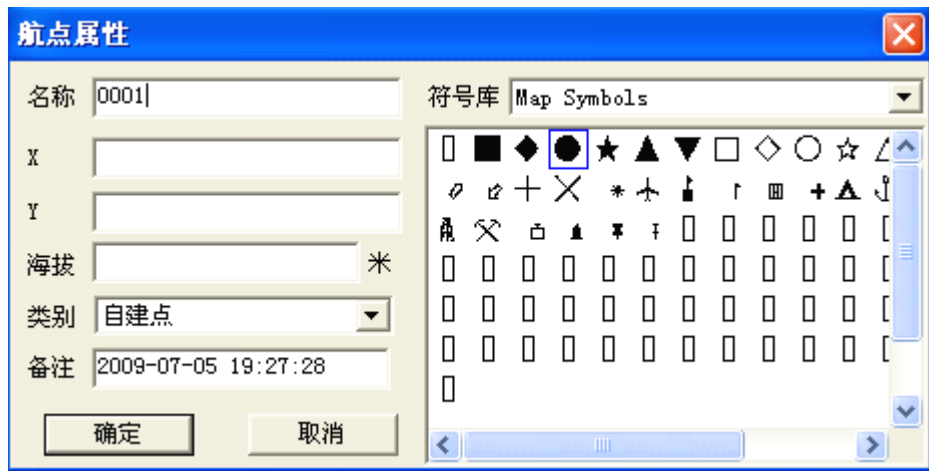 航点属性
名称 0001
符号库 Map Symbols
X
Y
海拔 米
类别 自建点
备注 2009-07-05 19:27:28
确定 取消